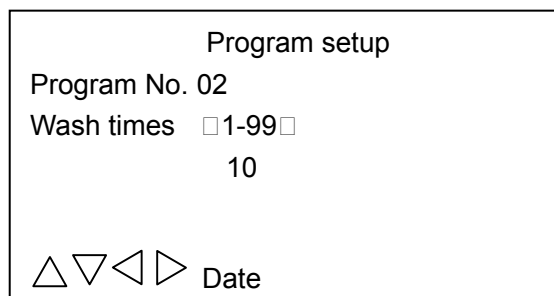 Program setup
Program No. 02
Wash times □1-99□
10
△▽◁▷ Date